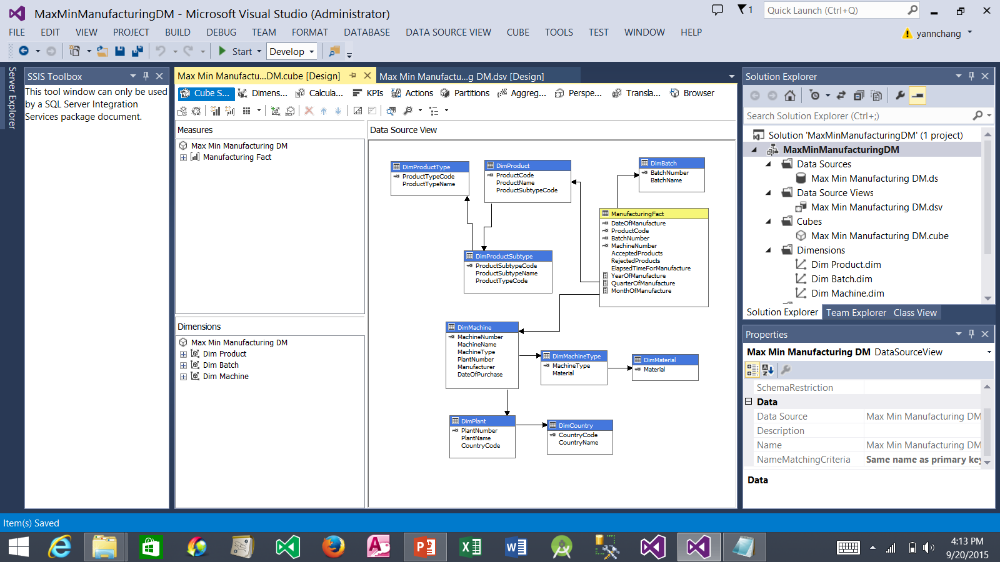 MaxMinManufacturingDM - Microsoft Visual Studio (Administrator)
1
Quick Launch (Ctrl+Q)
FILE EDIT VIEW PROJECT BUILD DEBUG TEAM FORMAT DATABASE DATA SOURCE VIEW CUBE TOOLS TEST WINDOW HELP
yannchang
Start
Develop
Server Explorer
SSIS Toolbox
This tool window can only be used
by a SQL Server Integration
Services package document.
Max Min Manufactu...DM.cube [Design]
Max Min Manufactu...g DM.dsv [Design]
Cube S... Dimens... Calcula... KPIs Actions Partitions Aggreg... Perspe... Transla... Browser
Measures
Max Min Manufacturing DM
Manufacturing Fact
Dimensions
Max Min Manufacturing DM
Dim Product
Dim Batch
Dim Machine
Data Source View
DimProductType
ProductTypeCode
ProductTypeName
DimProduct
ProductCode
ProductName
ProductSubtypeCode
DimBatch
BatchNumber
BatchName
ManufacturingFact
DateOfManufacture
ProductCode
BatchNumber
MachineNumber
AcceptedProducts
RejectedProducts
ElapsedTimeForManufacture
YearOfManufacture
QuarterOfManufacture
MonthOfManufacture
DimProductSubtype
ProductSubtypeCode
ProductSubtypeName
ProductTypeCode
DimMachine
MachineNumber
MachineName
MachineType
PlantNumber
Manufacturer
DateOfPurchase
DimMachineType
MachineType
Material
DimMaterial
Material
DimPlant
PlantNumber
PlantName
CountryCode
DimCountry
CountryCode
CountryName
Solution Explorer
Search Solution Explorer (Ctrl+;)
Solution 'MaxMinManufacturingDM' (1 project)
MaxMinManufacturingDM
Data Sources
Max Min Manufacturing DM.ds
Data Source Views
Max Min Manufacturing DM.dsv
Cubes
Max Min Manufacturing DM.cube
Dimensions
Dim Product.dim
Dim Batch.dim
Dim Machine.dim
Solution Explorer Team Explorer Class View
Properties
Max Min Manufacturing DM DataSourceView
SchemaRestriction
Data
Data Source Max Min Manufacturing DM
Description
Name Max Min Manufacturing DM
NameMatchingCriteria Same name as primary key
Data
Item(s) Saved
4:13 PM
9/20/2015